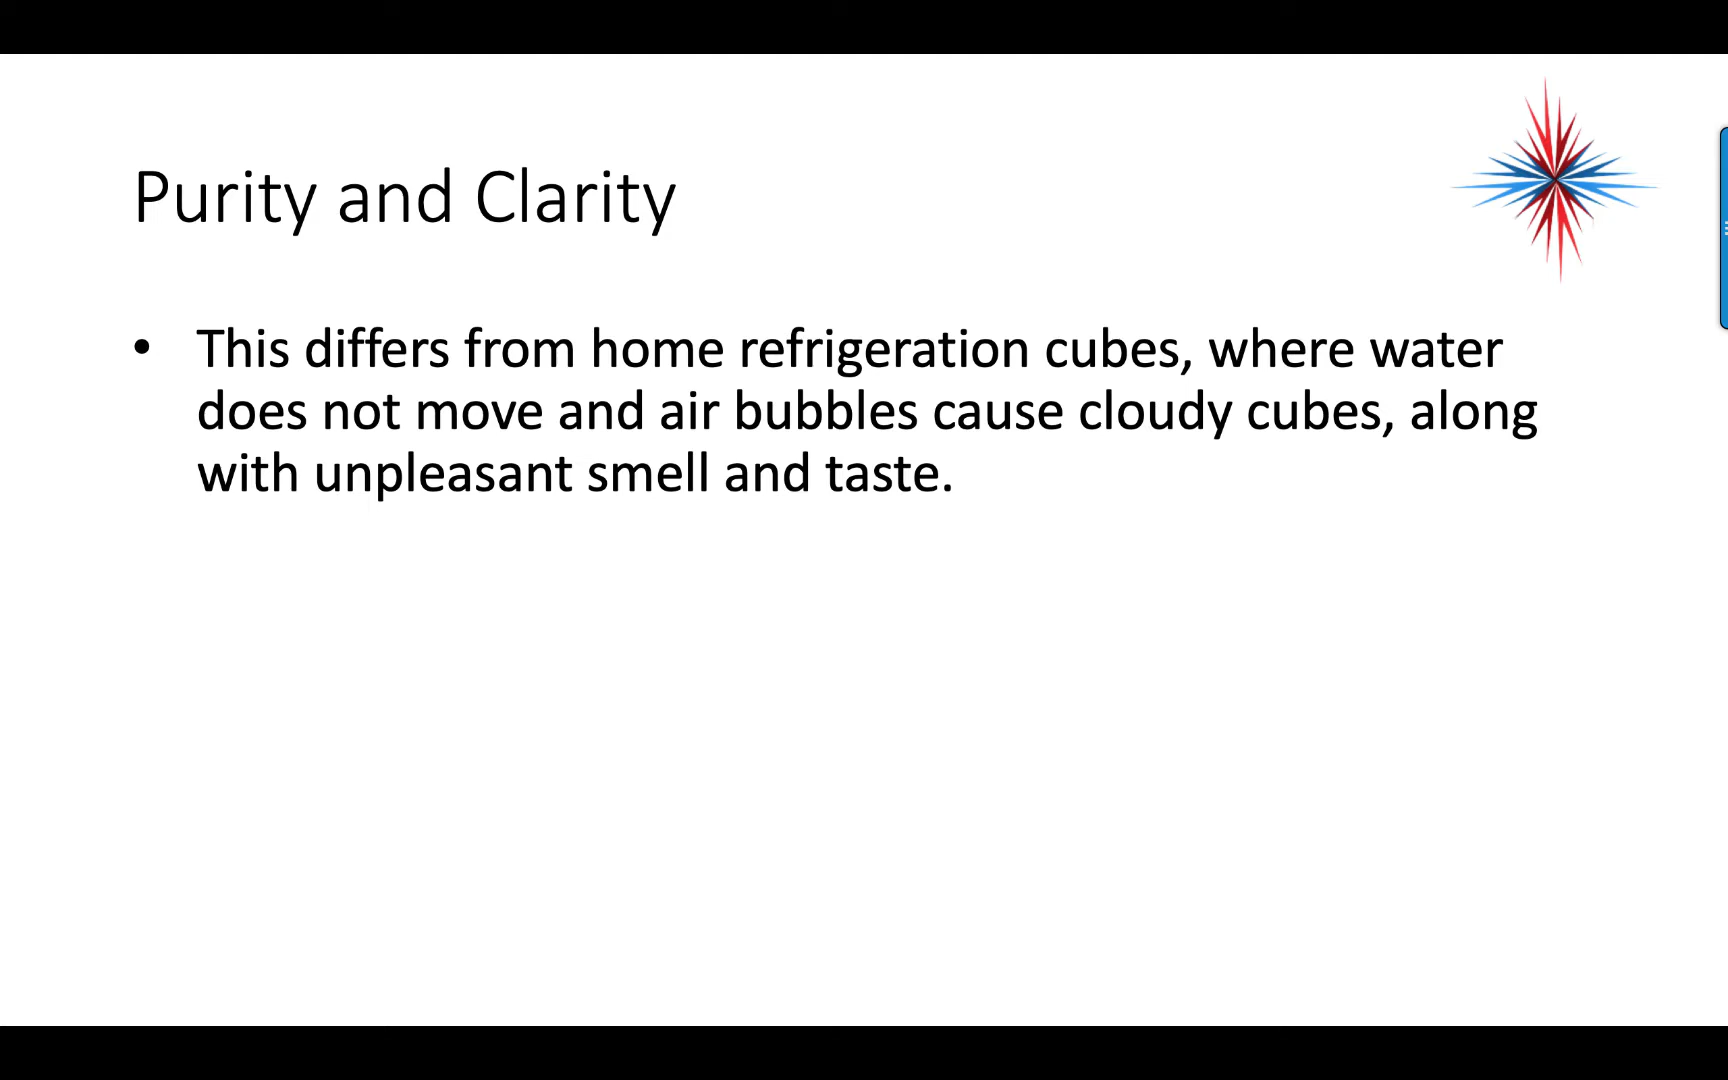 Purity and Clarity
• This differs from home refrigeration cubes, where water
does not move and air bubbles cause cloudy cubes, along
with unpleasant smell and taste.